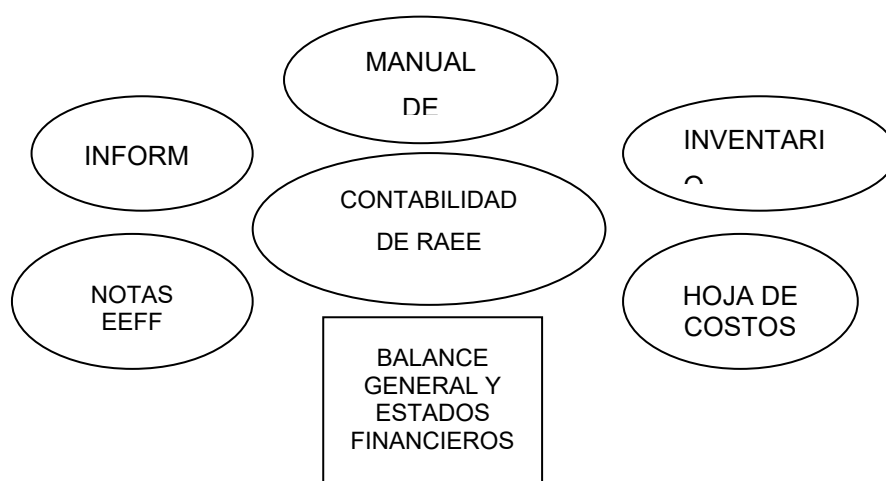 MANUAL
DE
INFORM
INVENTARI
O
CONTABILIDAD
DE RAEE
NOTAS
EEFF
HOJA DE
COSTOS
BALANCE
GENERAL Y
ESTADOS
FINANCIEROS